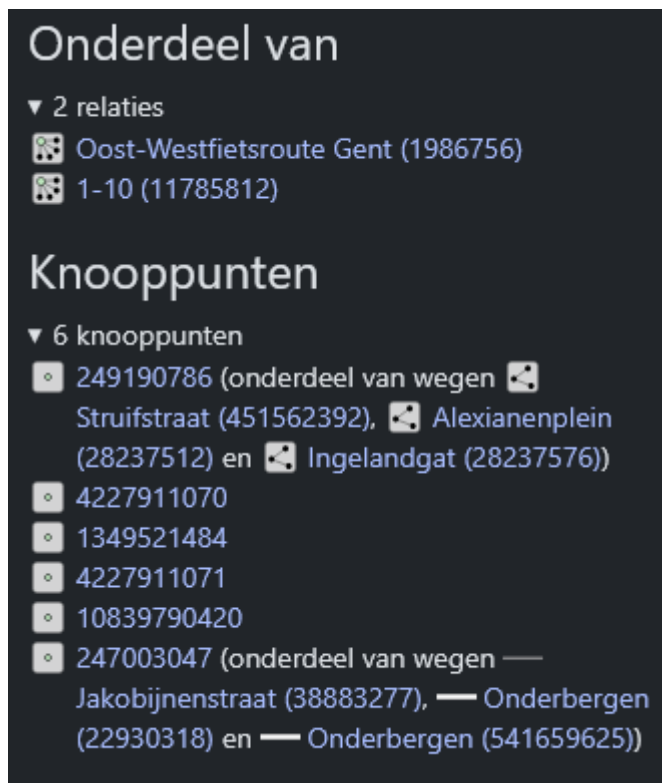 Onderdeel van
▼ 2 relaties
Oost-Westfietsroute Gent (1986756)
1-10 (11785812)
Knooppunten
▼ 6 knooppunten
249190786 (onderdeel van wegen
Struifstraat (451562392), Alexianenplein
(28237512) en Ingelandgat (28237576))
4227911070
1349521484
4227911071
10839790420
247003047 (onderdeel van wegen
Jakobijnenstraat (38883277), Onderbergen
(22930318) en Onderbergen (541659625))